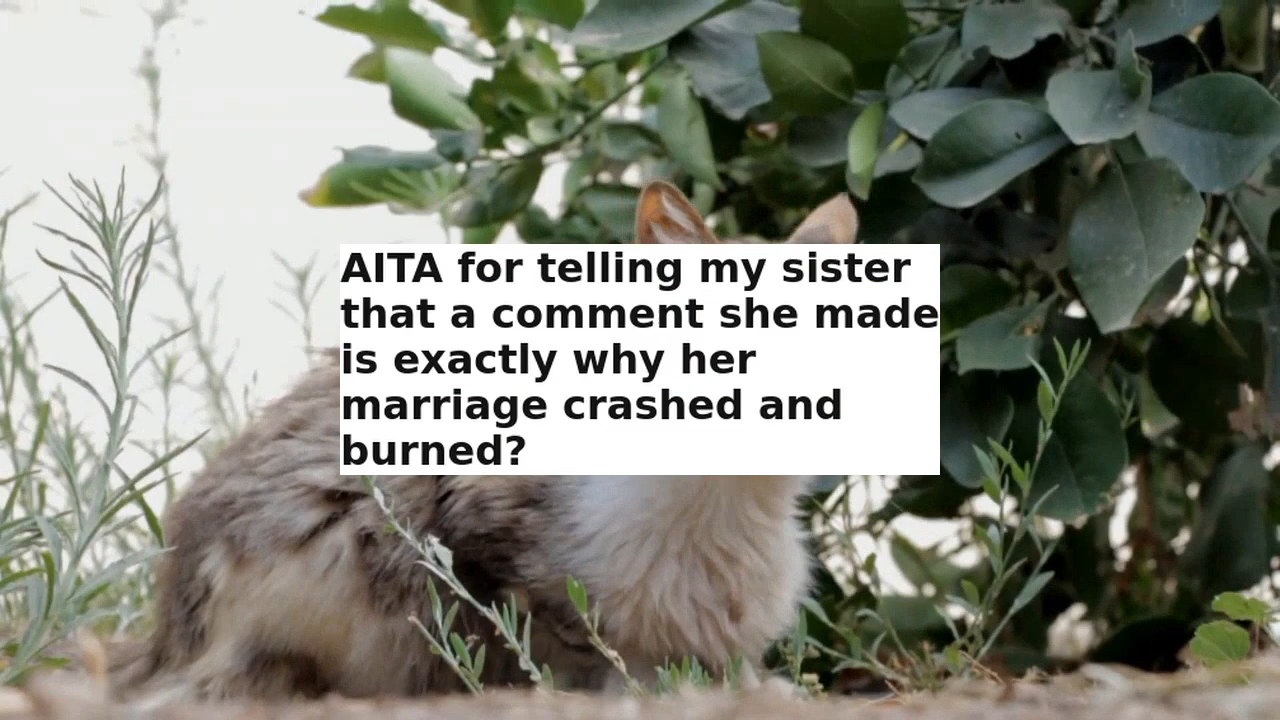 AITA for telling my sister
that a comment she made
is exactly why her
marriage crashed and
burned?